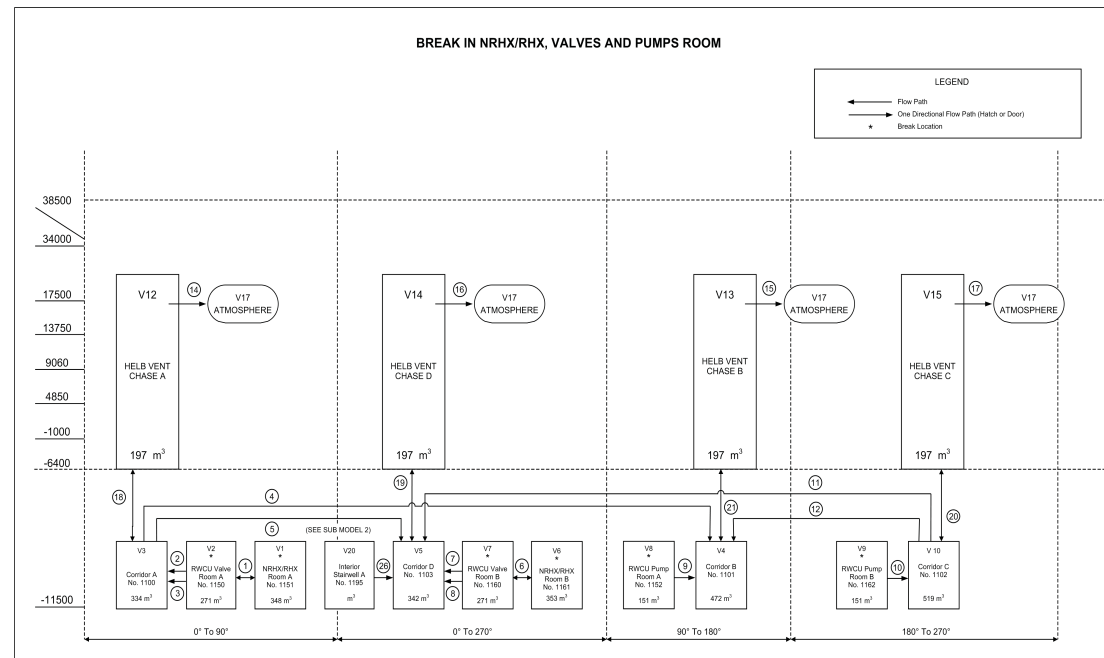 BREAK IN NRHX/RHX, VALVES AND PUMPS ROOM
LEGEND
Flow Path
One Directional Flow Path (Hatch or Door)
* Break Location
38500
34000
17500
13750
9060
4850
-1000
-6400
-11500
V12
HELB VENT
CHASE A
197 m³
14
V17
ATMOSPHERE
V14
HELB VENT
CHASE D
197 m³
16
V17
ATMOSPHERE
V13
HELB VENT
CHASE B
197 m³
15
V17
ATMOSPHERE
V15
HELB VENT
CHASE C
197 m³
17
V17
ATMOSPHERE
18
4
5
(SEE SUB MODEL 2)
19
11
21
12
20
V3
Corridor A
No. 1100
334 m³
2
3
V2
*
RWCU Valve
Room A
No. 1150
271 m³
1
V1
*
NRHX/RHX
Room A
No. 1151
348 m³
V20
Interior
Stairwell A
No. 1195
m³
26
V5
Corridor D
No. 1103
342 m³
7
8
V7
*
RWCU Valve
Room B
No. 1160
271 m³
6
V6
*
NRHX/RHX
Room B
No. 1161
353 m³
V8
*
RWCU Pump
Room A
No. 1152
151 m³
9
V4
Corridor B
No. 1101
472 m³
V9
*
RWCU Pump
Room B
No. 1162
151 m³
10
V 10
Corridor C
No. 1102
519 m³
0° To 90°
0° To 270°
90° To 180°
180° To 270°